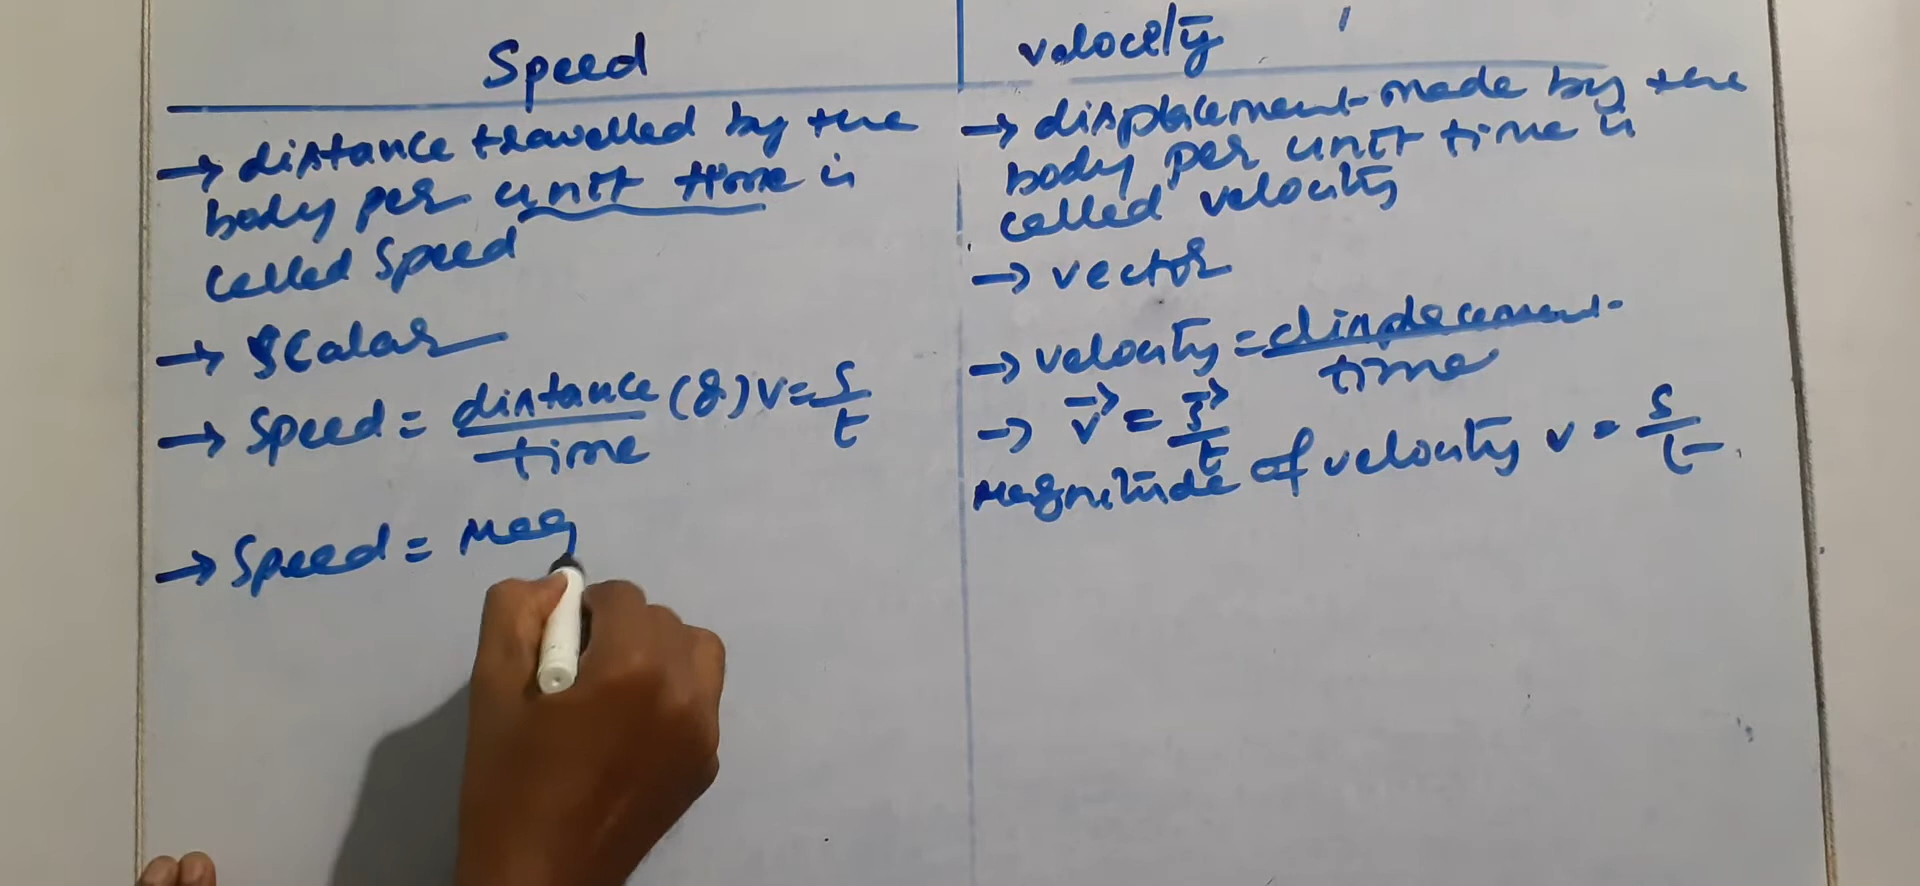 Speed
→ distance travelled by the
body per unit time is
called Speed
→ Scalar
→ Speed = distance/time (or) v = s/t
→ Speed = Mag
velocity
→ displacement made by the
body per unit time is
called velocity
→ vector
→ velocity = displacement/time
→ v⃗ = s⃗/t
Magnitude of velocity v = s/t